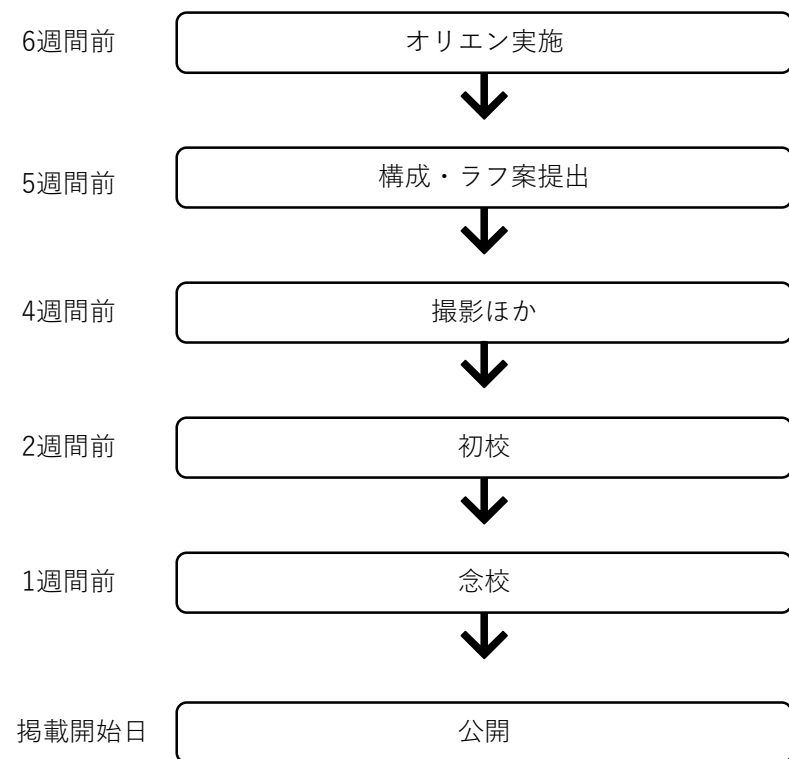 6週間前 オリエン実施
5週間前 構成・ラフ案提出
4週間前 撮影ほか
2週間前 初校
1週間前 念校
掲載開始日 公開